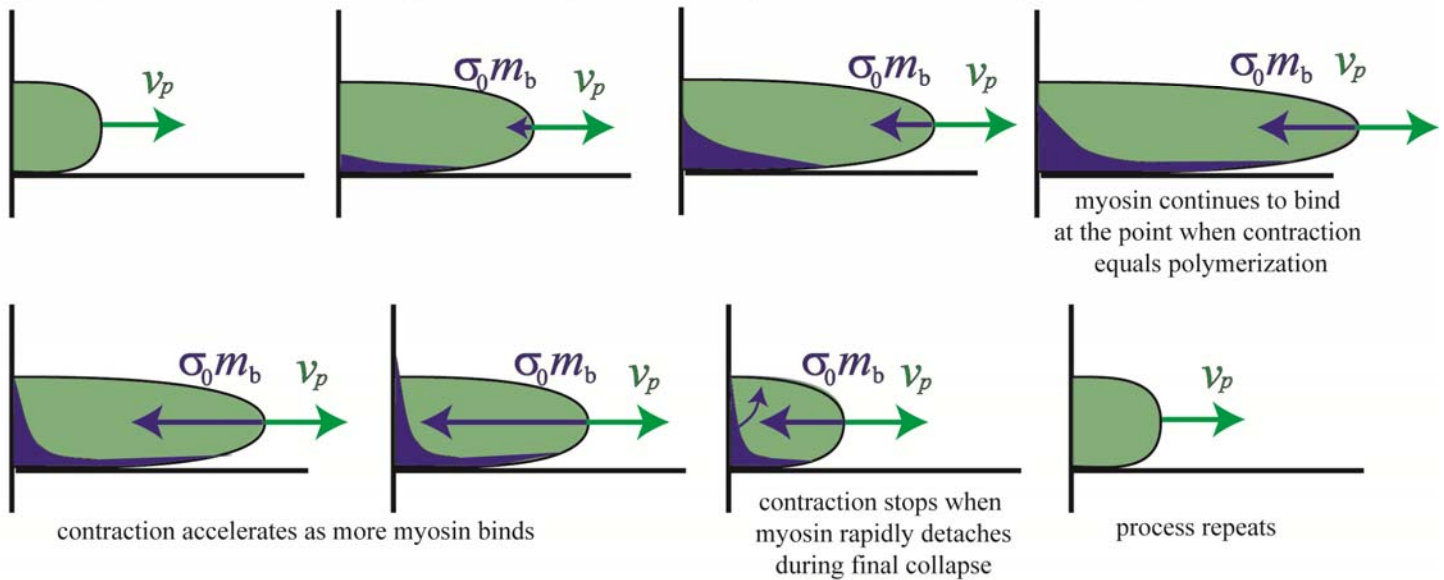 v_p
σ₀m_b v_p
σ₀m_b v_p
σ₀m_b v_p
myosin continues to bind
at the point when contraction
equals polymerization
σ₀m_b v_p
σ₀m_b v_p
σ₀m_b v_p
v_p
contraction accelerates as more myosin binds
contraction stops when
myosin rapidly detaches
during final collapse
process repeats